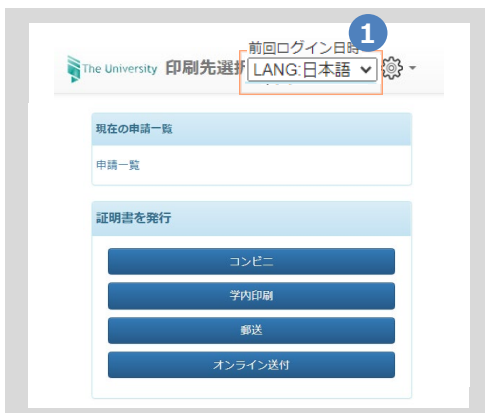 1
前回ログイン日時
The University 印刷先選択
LANG:日本語
現在の申請一覧
申請一覧
証明書を発行
コンビニ
学内印刷
郵送
オンライン送付